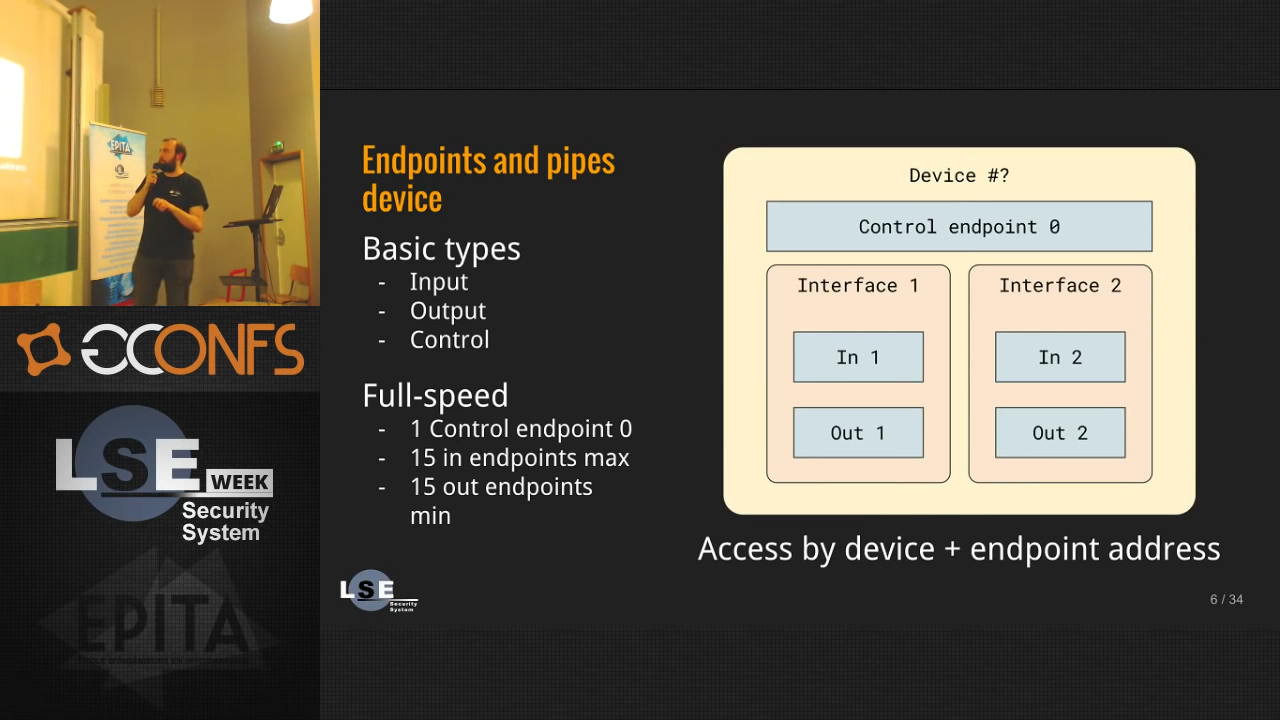 EPITA
GCONFS
LSE
WEEK
Security
System
EPITA
Endpoints and pipes
device
Basic types
- Input
- Output
- Control
Full-speed
- 1 Control endpoint 0
- 15 in endpoints max
- 15 out endpoints
min
Device #?
Control endpoint 0
Interface 1
In 1
Out 1
Interface 2
In 2
Out 2
Access by device + endpoint address
LSE
Security
System
6 / 34